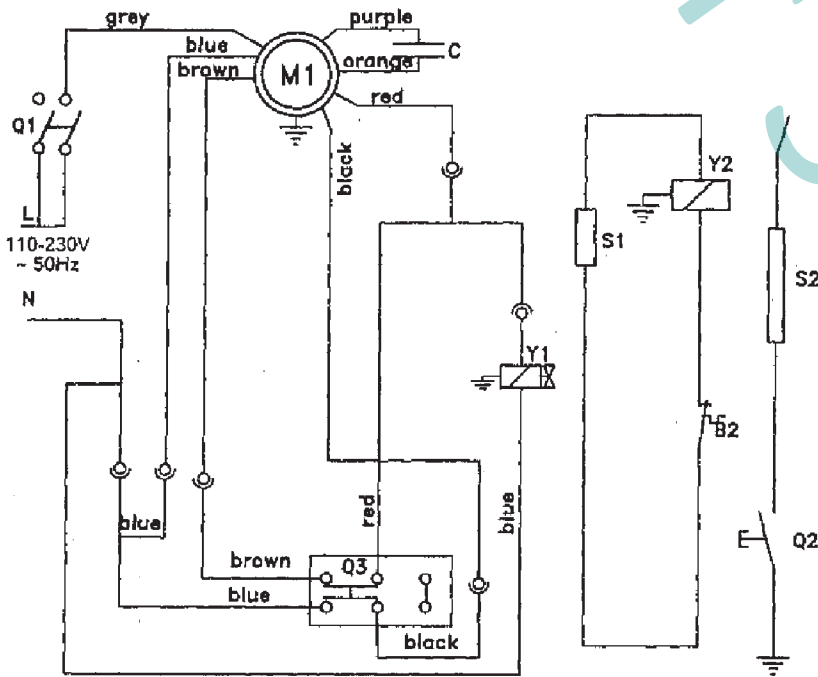 grey
purple
blue
C
orange
brown
M1
red
Q1
black
Y2
L
S1
110-230V
~ 50Hz
S2
N
Y1
B2
red
blue
blue
Q2
brown
Q3
blue
black